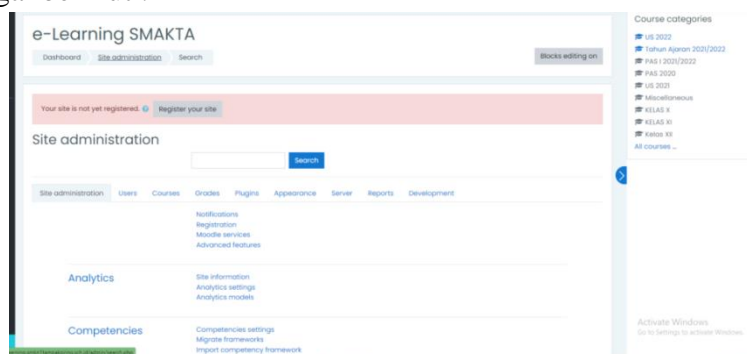 e-Learning SMAKTA
Dashboard Site administration Search
Blocks editing on
Your site is not yet registered. Register your site
Site administration
Search
Site administration Users Courses Grades Plugins Appearance Server Reports Development
Notifications
Registration
Moodle services
Advanced features
Analytics
Site information
Analytics settings
Analytics models
Competencies
Competencies settings
Migrate frameworks
Import competency framework
Course categories
US 2022
Tahun Ajaran 2021/2022
PAS I 2021/2022
PAS 2020
US 2021
Miscellaneous
KELAS X
KELAS XI
Kelas XII
All courses ...
Activate Windows
Go to Settings to activate Windows.